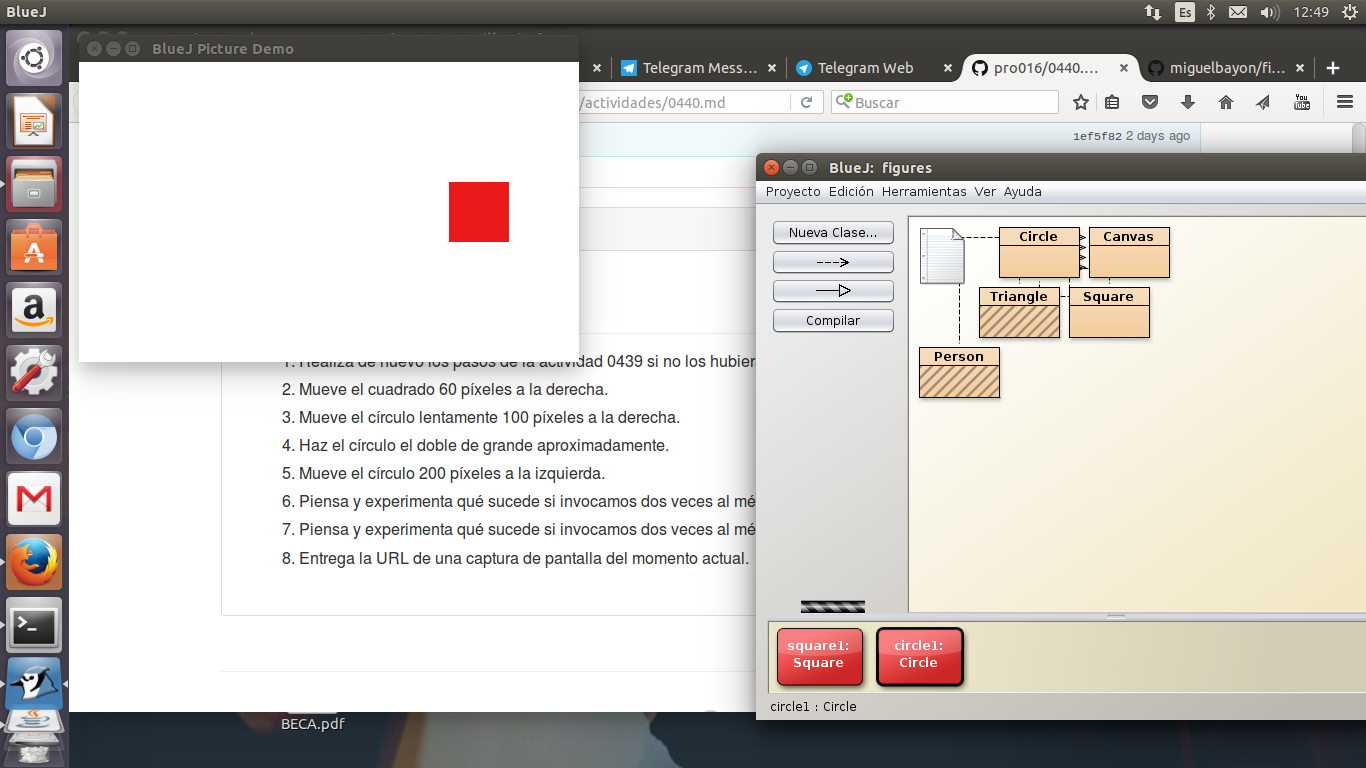 BlueJ
Es
12:49
BlueJ Picture Demo
Telegram Mess...
Telegram Web
pro016/0440....
miguelbayon/fi...
/actividades/0440.md
Buscar
You
Tube
1ef5f82 2 days ago
BlueJ: figures
Proyecto Edición Herramientas Ver Ayuda
Nueva Clase...
Compilar
Circle
Canvas
Triangle
Square
Person
1. Realiza de nuevo los pasos de la actividad 0439 si no los hubier
2. Mueve el cuadrado 60 píxeles a la derecha.
3. Mueve el círculo lentamente 100 píxeles a la derecha.
4. Haz el círculo el doble de grande aproximadamente.
5. Mueve el círculo 200 píxeles a la izquierda.
6. Piensa y experimenta qué sucede si invocamos dos veces al mé
7. Piensa y experimenta qué sucede si invocamos dos veces al mé
8. Entrega la URL de una captura de pantalla del momento actual.
square1:
Square
circle1:
Circle
circle1 : Circle
BECA.pdf